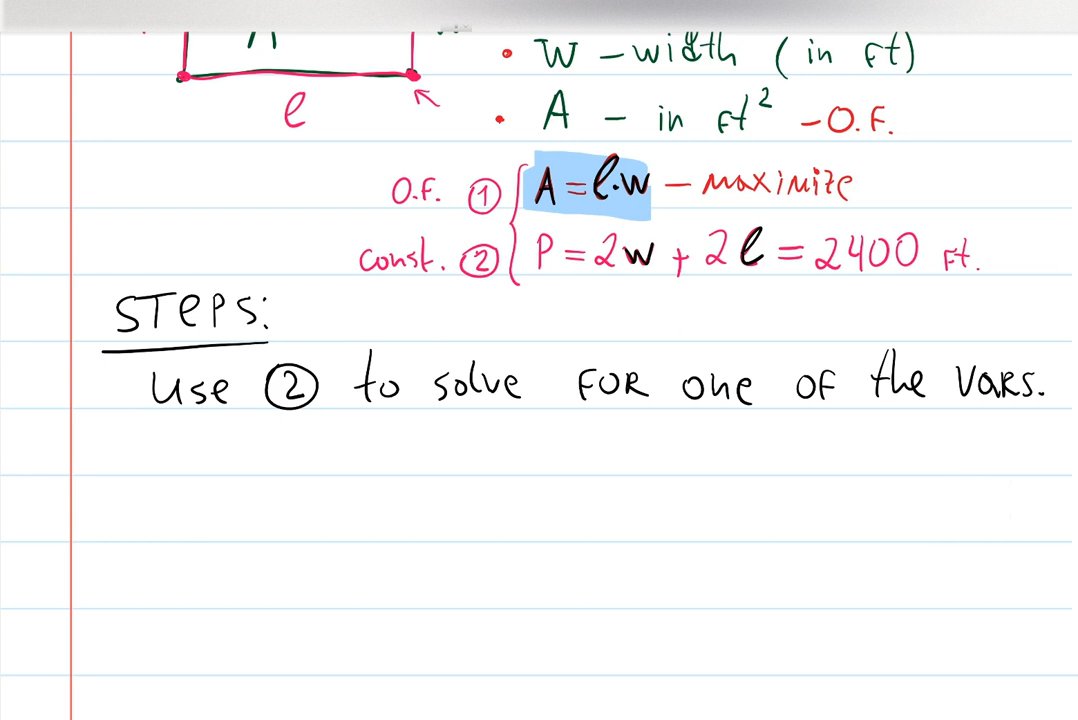 • W – width (in ft)
l
• A – in ft² – O.F.
O.F. ① A = l·w – maximize
const. ② P = 2w + 2l = 2400 ft.
STEPS:
Use ② to solve FOR one OF the VARS.